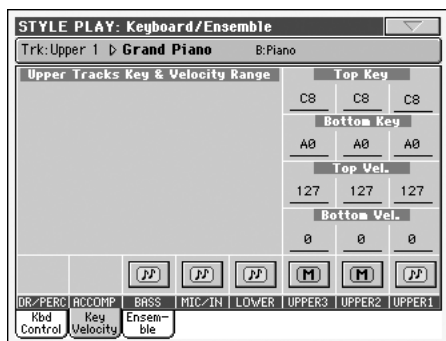 STYLE PLAY: Keyboard/Ensemble
Trk: Upper 1 ▷ Grand Piano B:Piano
Upper Tracks Key & Velocity Range
Top Key
C8 C8 C8
Bottom Key
A0 A0 A0
Top Vel.
127 127 127
Bottom Vel.
0 0 0
M M
DR/PERC ACCOMP BASS MIC/IN LOWER UPPER3 UPPER2 UPPER1
Kbd Control
Key Velocity
Ensem-
ble